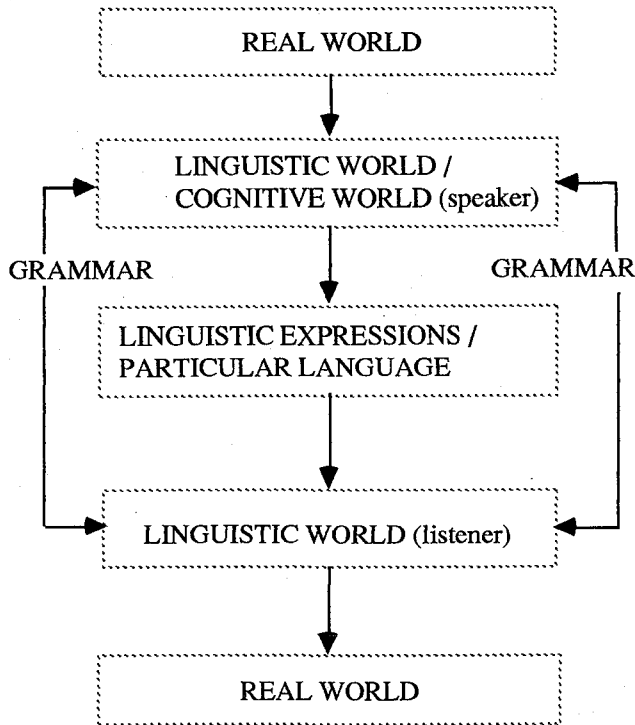 REAL WORLD
LINGUISTIC WORLD /
COGNITIVE WORLD (speaker)
GRAMMAR
GRAMMAR
LINGUISTIC EXPRESSIONS /
PARTICULAR LANGUAGE
LINGUISTIC WORLD (listener)
REAL WORLD